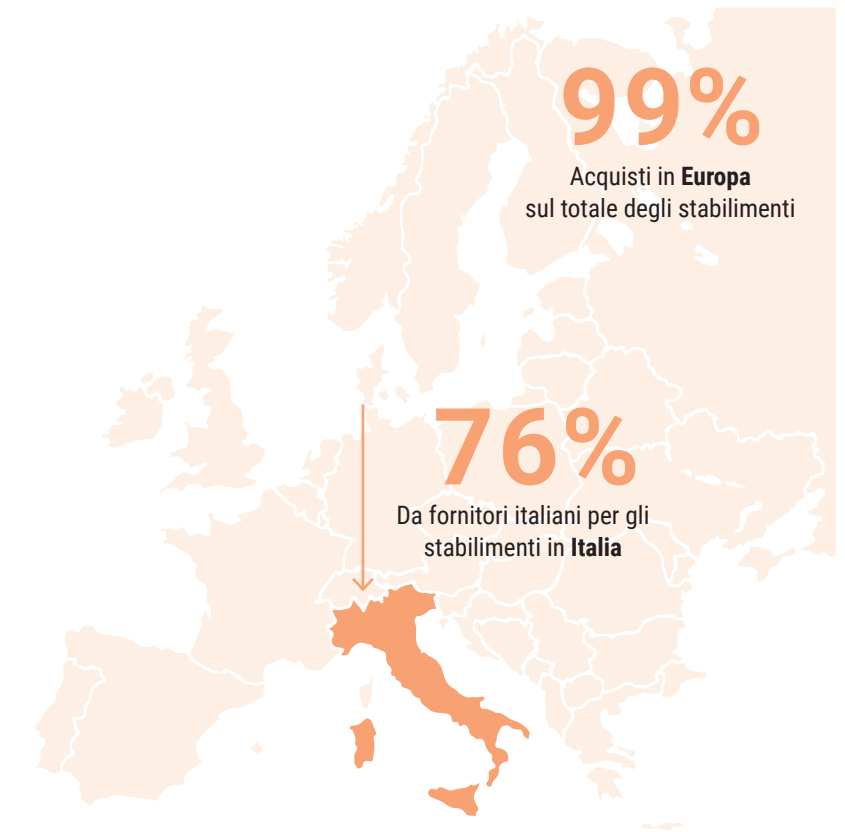 99%
Acquisti in Europa
sul totale degli stabilimenti
76%
Da fornitori italiani per gli
stabilimenti in Italia